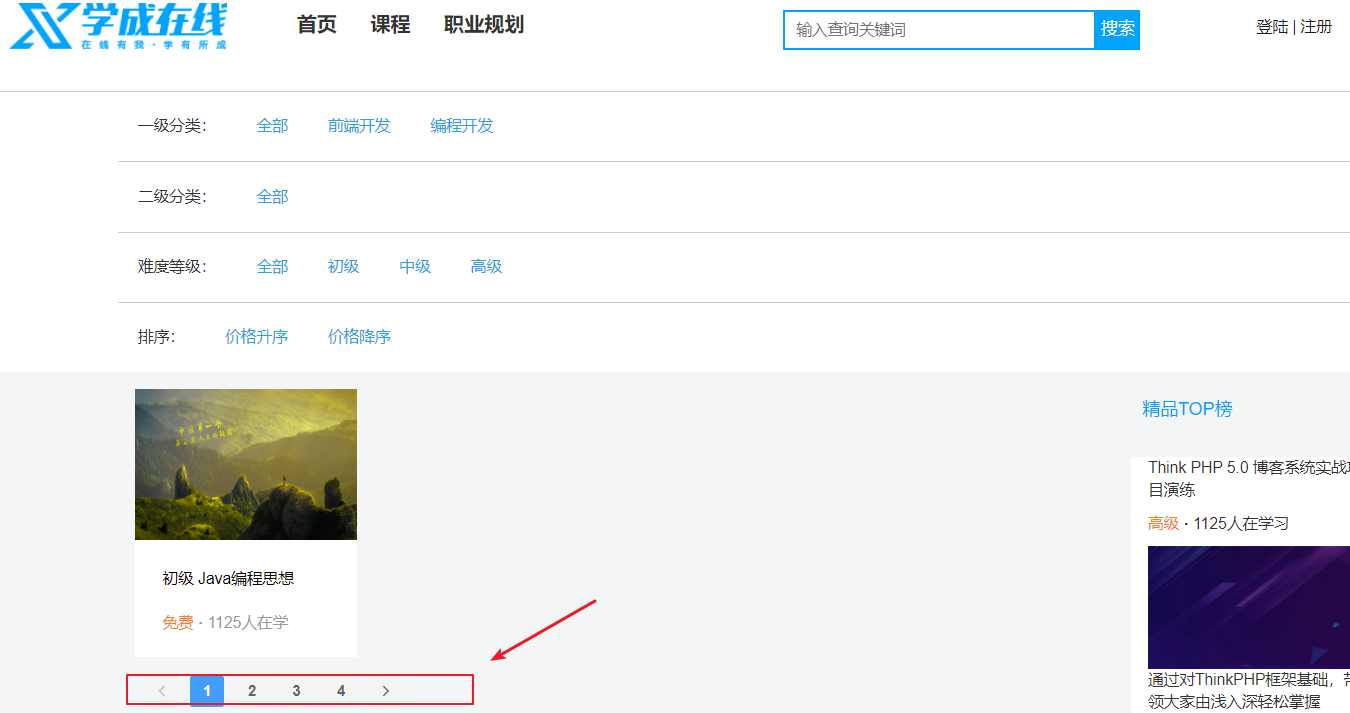 学成在线
在线有我·学有所成
首页 课程 职业规划
输入查询关键词 搜索
登陆 | 注册
一级分类： 全部 前端开发 编程开发
二级分类： 全部
难度等级： 全部 初级 中级 高级
排序： 价格升序 价格降序
初级 Java编程思想
免费 · 1125人在学
1 2 3 4
精品TOP榜
Think PHP 5.0 博客系统实战
目演练
高级 · 1125人在学习
通过对ThinkPHP框架基础，带
领大家由浅入深轻松掌握